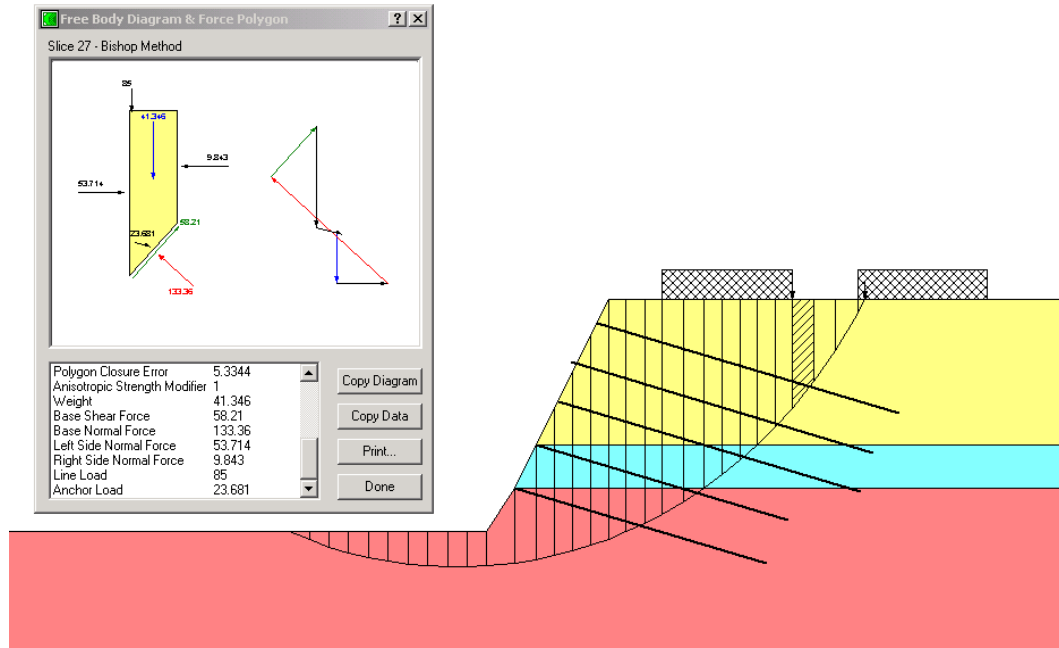 Free Body Diagram & Force Polygon
Slice 27 - Bishop Method
85
41.346
9.843
53.714
58.21
23.681
133.36
Polygon Closure Error 5.3344
Anisotropic Strength Modifier 1
Weight 41.346
Base Shear Force 58.21
Base Normal Force 133.36
Left Side Normal Force 53.714
Right Side Normal Force 9.843
Line Load 85
Anchor Load 23.681
Copy Diagram
Copy Data
Print...
Done